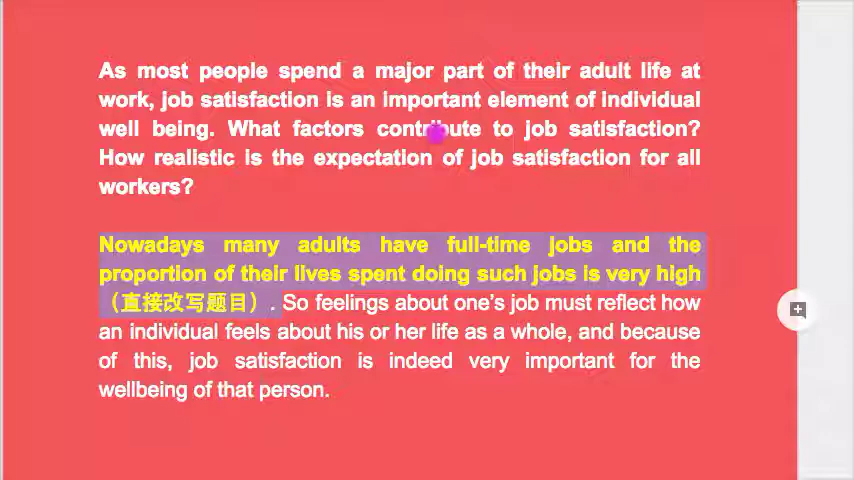 As most people spend a major part of their adult life at
work, job satisfaction is an important element of individual
well being. What factors contribute to job satisfaction?
How realistic is the expectation of job satisfaction for all
workers?
Nowadays many adults have full-time jobs and the
proportion of their lives spent doing such jobs is very high
（直接改写题目）. So feelings about one's job must reflect how
an individual feels about his or her life as a whole, and because
of this, job satisfaction is indeed very important for the
wellbeing of that person.